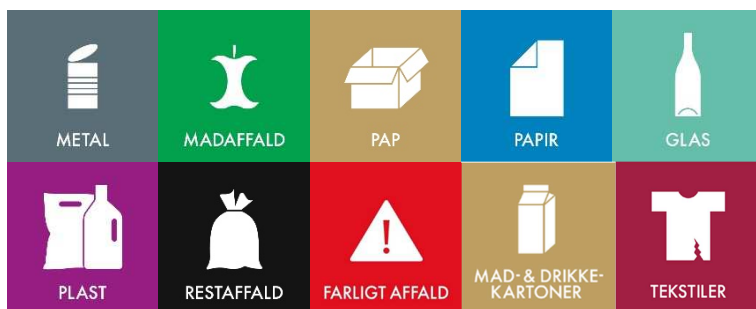 METAL
MADAFFALD
PAP
PAPIR
GLAS
PLAST
RESTAFFALD
FARLIGT AFFALD
MAD- & DRIKKE-
KARTONER
TEKSTILER